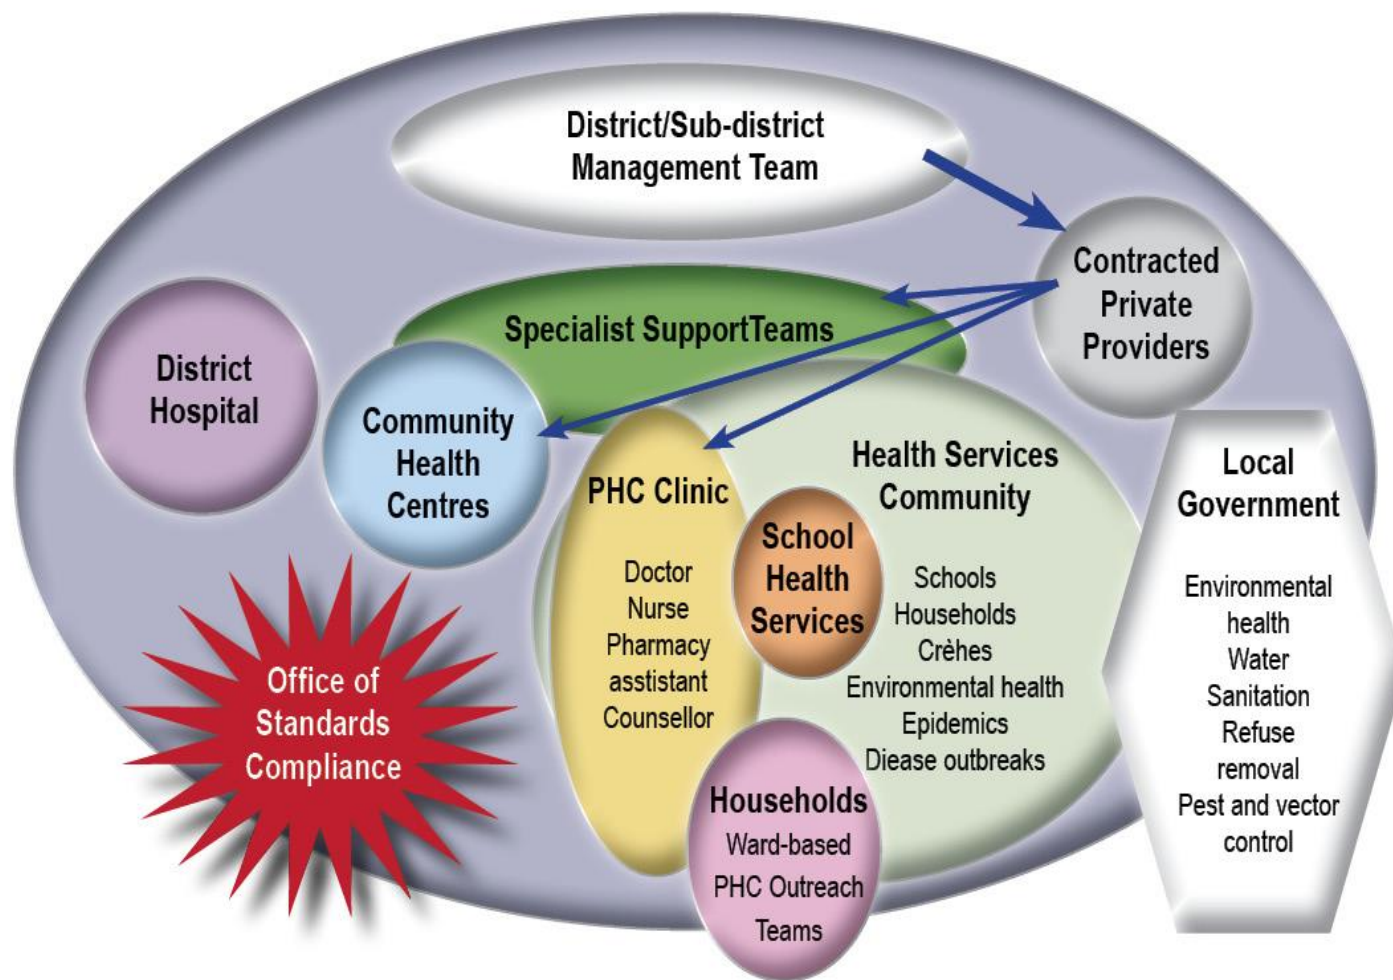 District/Sub-district
Management Team
Contracted
Private
Providers
Specialist SupportTeams
District
Hospital
Community
Health
Centres
PHC Clinic
Doctor
Nurse
Pharmacy
asstistant
Counsellor
School
Health
Services
Health Services
Community
Schools
Households
Crèhes
Environmental health
Epidemics
Diease outbreaks
Local
Government
Environmental
health
Water
Sanitation
Refuse
removal
Pest and vector
control
Office of
Standards
Compliance
Households
Ward-based
PHC Outreach
Teams